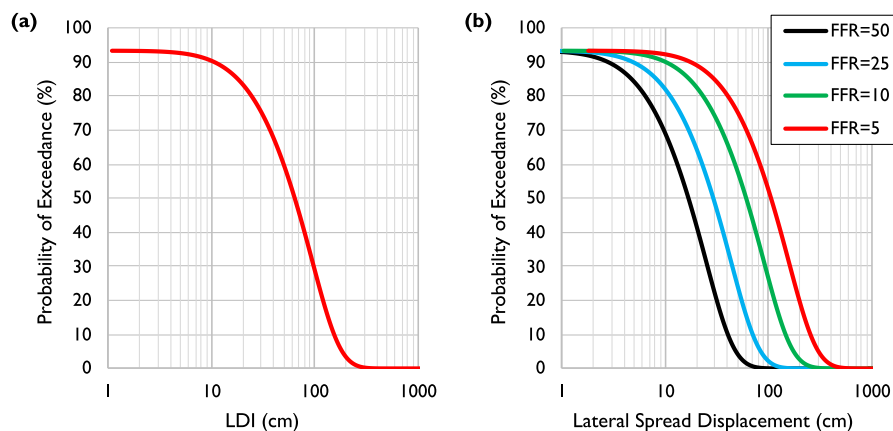 (a)
100
90
80
70
60
50
40
30
20
10
0
Probability of Exceedance (%)
1 10 100 1000
LDI (cm)
(b)
100
90
80
70
60
50
40
30
20
10
0
Probability of Exceedance (%)
1 10 100 1000
Lateral Spread Displacement (cm)
FFR=50
FFR=25
FFR=10
FFR=5